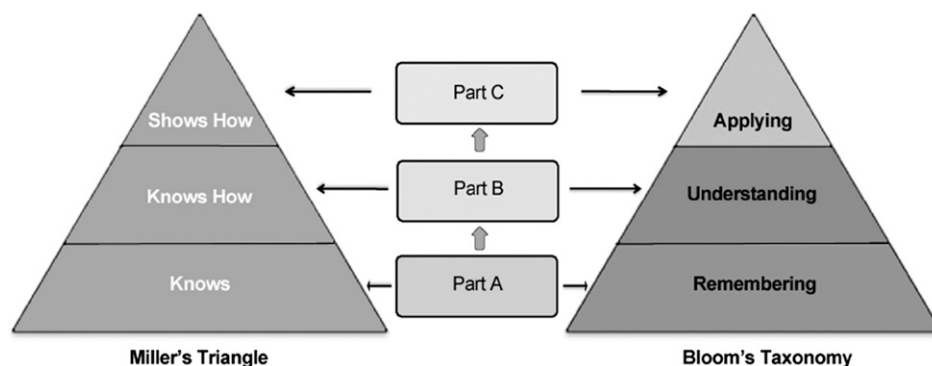 Part C
Shows How
Applying
Part B
Knows How
Understanding
Part A
Knows
Remembering
Miller's Triangle
Bloom's Taxonomy